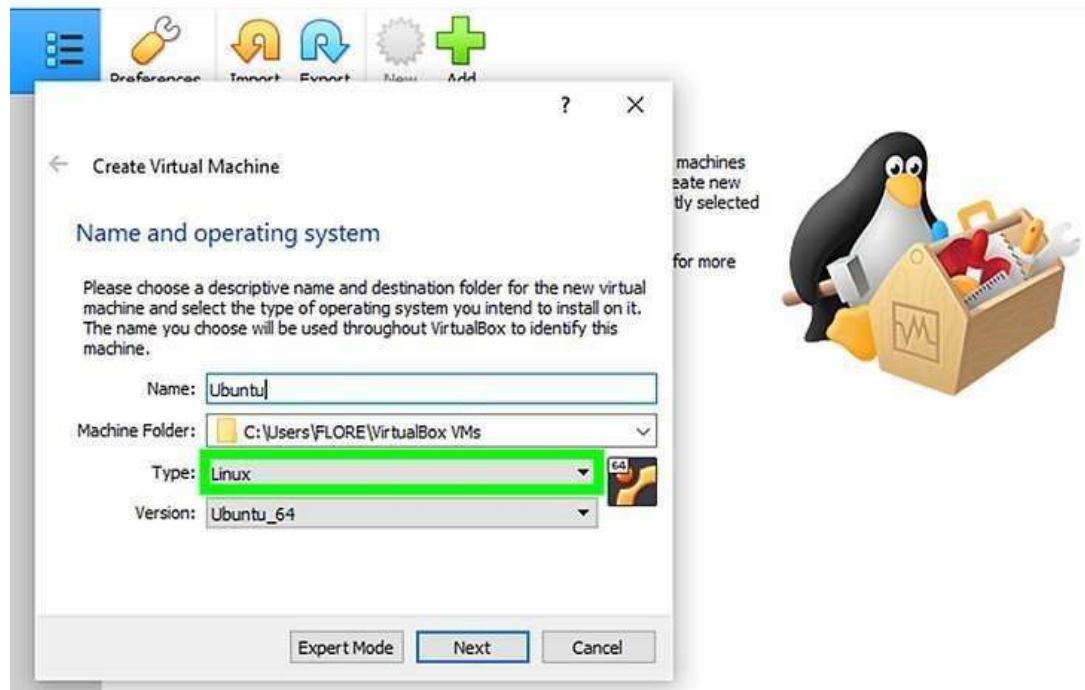 Preferences Import Export New Add
? X
Create Virtual Machine
machines
eate new
tly selected
for more
Name and operating system
Please choose a descriptive name and destination folder for the new virtual
machine and select the type of operating system you intend to install on it.
The name you choose will be used throughout VirtualBox to identify this
machine.
Name: Ubuntu
Machine Folder: C:\Users\FLORE\VirtualBox VMs
Type: Linux
64
Version: Ubuntu_64
Expert Mode Next Cancel